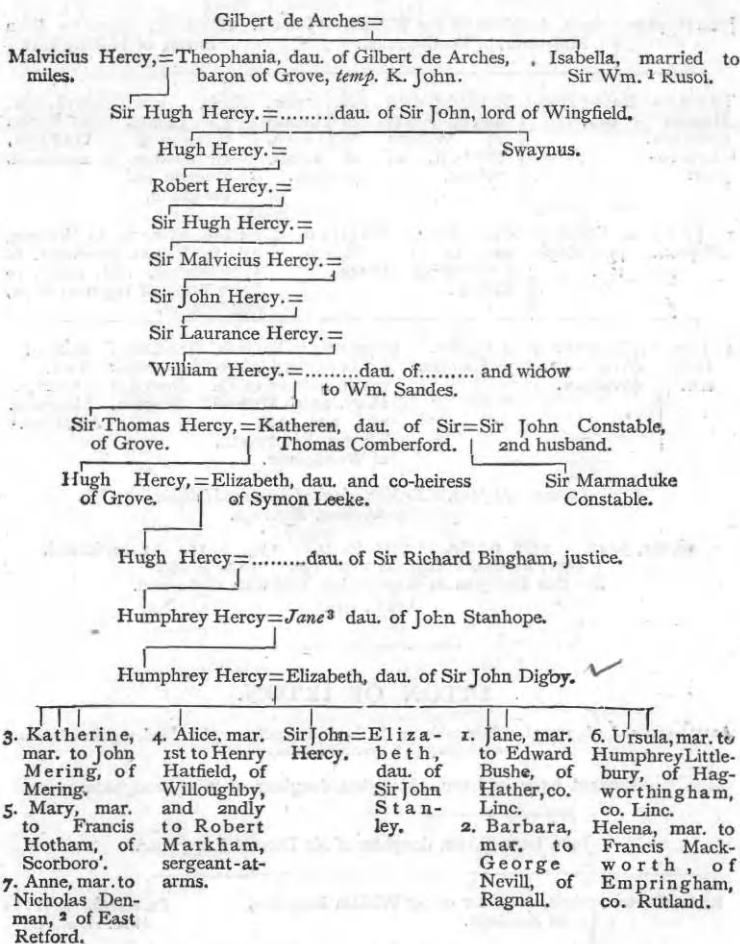 Gilbert de Arches=
Malvicius Hercy,=Theophania, dau. of Gilbert de Arches, Isabella, married to
miles. baron of Grove, temp. K. John. Sir Wm. ¹ Rusoi.
Sir Hugh Hercy.=.........dau. of Sir John, lord of Wingfield.
Hugh Hercy.= Swaynus.
Robert Hercy.=
Sir Hugh Hercy.=
Sir Malvicius Hercy.=
Sir John Hercy.=
Sir Laurance Hercy.=
William Hercy.=.........dau. of......... and widow
to Wm. Sandes.
Sir Thomas Hercy,=Katheren, dau. of Sir=Sir John Constable,
of Grove. Thomas Comberford. 2nd husband.
Hugh Hercy,=Elizabeth, dau. and co-heiress Sir Marmaduke
of Grove. of Symon Leeke. Constable.
Hugh Hercy=.........dau. of Sir Richard Bingham, justice.
Humphrey Hercy=Jane³ dau. of John Stanhope.
Humphrey Hercy=Elizabeth, dau. of Sir John Digby.
3. Katherine,
mar. to John
Mering, of
Mering.
5. Mary, mar.
to Francis
Hotham, of
Scorboro'.
7. Anne, mar. to
Nicholas Den-
man, ² of East
Retford.
4. Alice, mar.
1st to Henry
Hatfield, of
Willoughby,
and 2ndly
to Robert
Markham,
sergeant-at-
arms.
Sir John=Eliza-
Hercy. beth,
dau. of
Sir John
Stan-
ley.
1. Jane, mar.
to Edward
Bushe, of
Hather, co.
Linc.
2. Barbara,
mar. to
George
Nevill, of
Ragnall.
6. Ursula, mar. to
Humphrey Little-
bury, of Hag-
worthingham,
co. Linc.
Helena, mar. to
Francis Mack-
worth, of
Empringham,
co. Rutland.